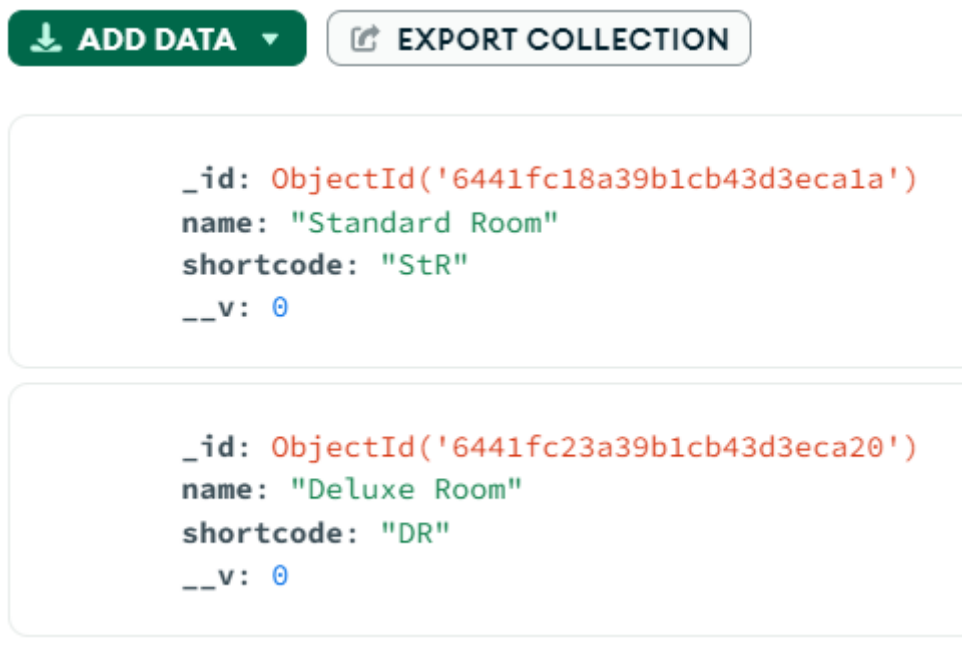 ADD DATA
EXPORT COLLECTION
_id: ObjectId('6441fc18a39b1cb43d3eca1a')
name: "Standard Room"
shortcode: "StR"
__v: 0
_id: ObjectId('6441fc23a39b1cb43d3eca20')
name: "Deluxe Room"
shortcode: "DR"
__v: 0